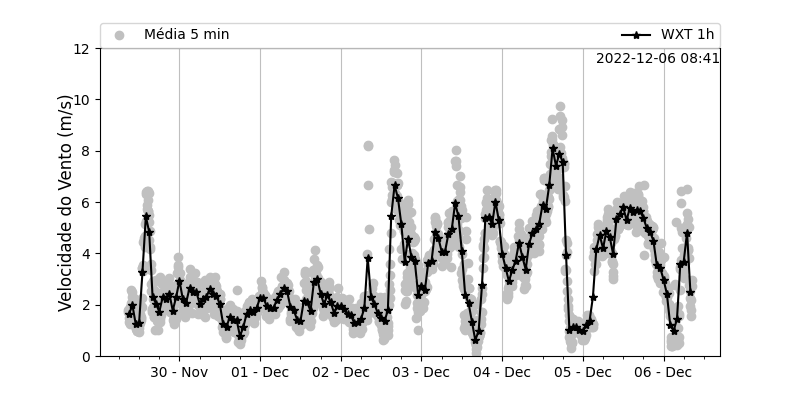 Média 5 min
WXT 1h
2022-12-06 08:41
Velocidade do Vento (m/s)
12
10
8
6
4
2
0
30 - Nov 01 - Dec 02 - Dec 03 - Dec 04 - Dec 05 - Dec 06 - Dec